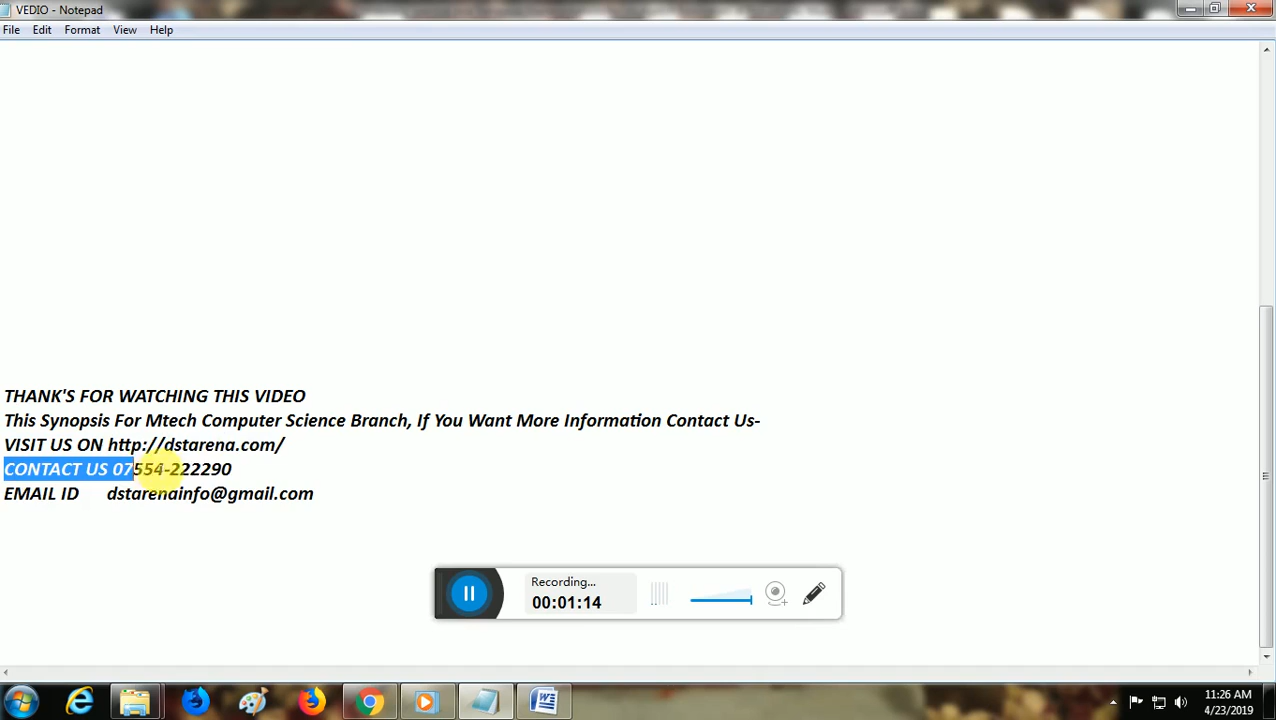 VEDIO - Notepad
File Edit Format View Help
THANK'S FOR WATCHING THIS VIDEO
This Synopsis For Mtech Computer Science Branch, If You Want More Information Contact Us-
VISIT US ON http://dstarena.com/
CONTACT US 07554-222290
EMAIL ID dstarenainfo@gmail.com
Recording...
00:01:14
11:26 AM
4/23/2019